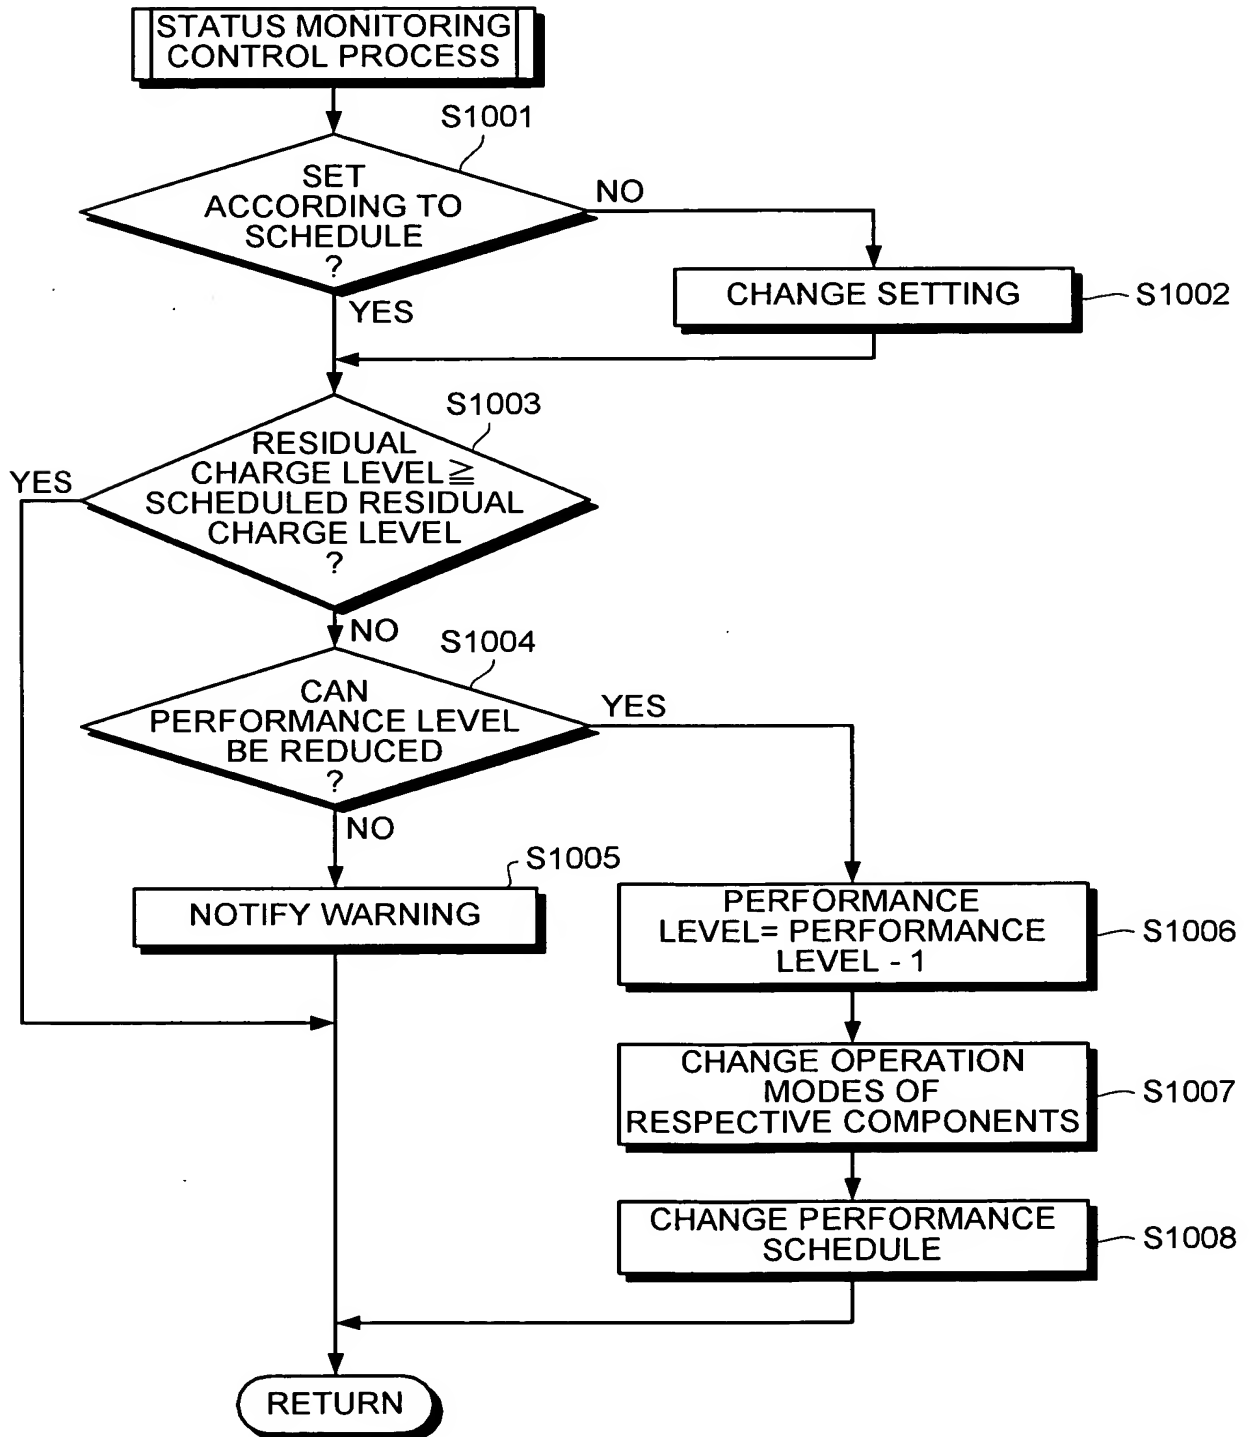 STATUS MONITORING
CONTROL PROCESS
S1001
SET
ACCORDING TO
SCHEDULE
?
NO
YES
CHANGE SETTING
S1002
S1003
RESIDUAL
CHARGE LEVEL≧
SCHEDULED RESIDUAL
CHARGE LEVEL
?
YES
NO
S1004
CAN
PERFORMANCE LEVEL
BE REDUCED
?
YES
NO
S1005
NOTIFY WARNING
PERFORMANCE
LEVEL= PERFORMANCE
LEVEL - 1
S1006
CHANGE OPERATION
MODES OF
RESPECTIVE COMPONENTS
S1007
CHANGE PERFORMANCE
SCHEDULE
S1008
RETURN